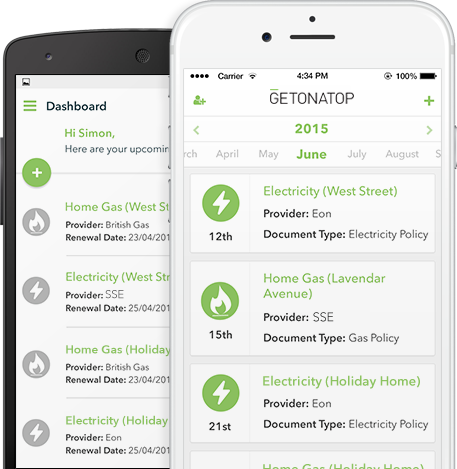 Dashboard
Hi Simon,
Here are your upcomin
Home Gas (West S
Provider: British Gas
Renewal Date: 23/04/201
Electricity (West Stre
Provider: SSE
Renewal Date: 25/04/201
Home Gas (Holiday
Provider: British Gas
Renewal Date: 23/04/201
Electricity (Holiday
Provider: Eon
Renewal Date: 25/04/201
Carrier 4:34 PM 100%
GETONATOP
2015
rch April May June July August S
Electricity (West Street)
Provider: Eon
12th Document Type: Electricity Policy
Home Gas (Lavendar
Avenue)
Provider: SSE
15th Document Type: Gas Policy
Electricity (Holiday Home)
Provider: Eon
21st Document Type: Electricity Policy
Home Gas (Holiday Home)